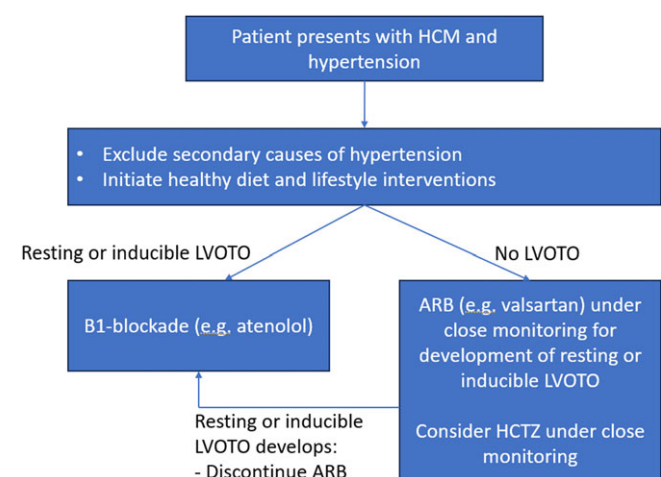 Patient presents with HCM and
hypertension
• Exclude secondary causes of hypertension
• Initiate healthy diet and lifestyle interventions
Resting or inducible LVOTO
No LVOTO
B1-blockade (e.g. atenolol)
ARB (e.g. valsartan) under
close monitoring for
development of resting or
inducible LVOTO
Consider HCTZ under close
monitoring
Resting or inducible
LVOTO develops:
- Discontinue ARB